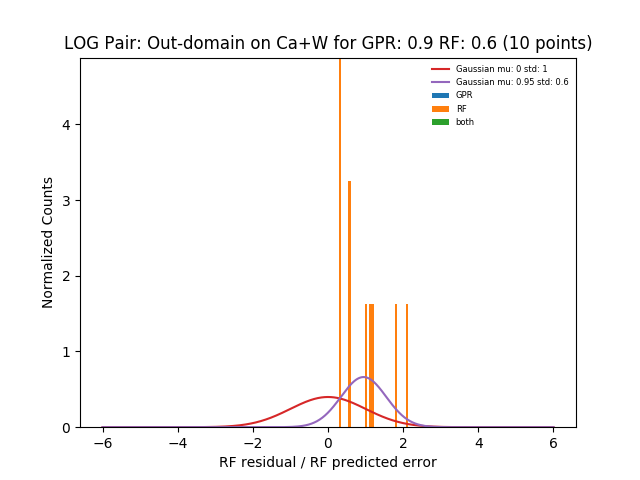 LOG Pair: Out-domain on Ca+W for GPR: 0.9 RF: 0.6 (10 points)
Gaussian mu: 0 std: 1
Gaussian mu: 0.95 std: 0.6
GPR
RF
both
Normalized Counts
4
3
2
1
0
−6 −4 −2 0 2 4 6
RF residual / RF predicted error